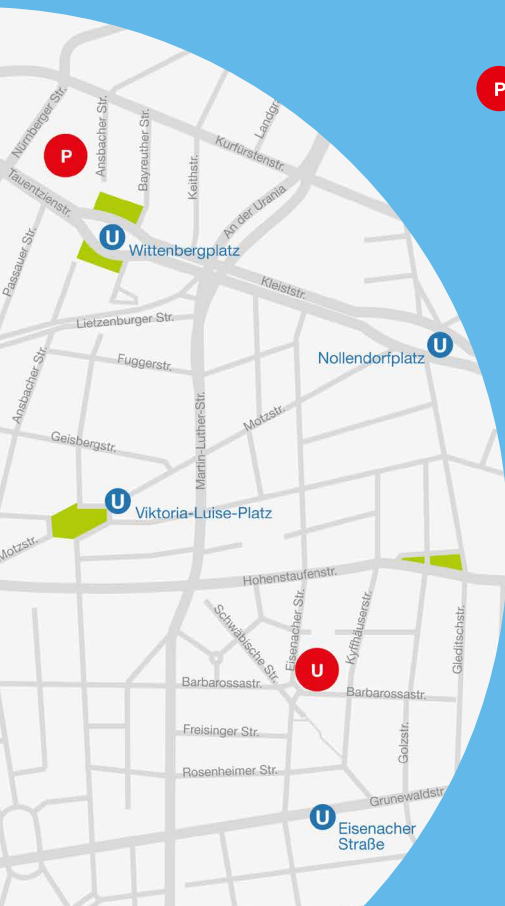 P
Nürnberger Str.
Ansbacher Str.
Bayreuther Str.
Keithstr.
Kurfürstenstr.
P
Tauentzienstr.
An der Urania
Passauer Str.
U
Wittenbergplatz
Kleiststr.
Lietzenburger Str.
U
Nollendorfplatz
Fuggerstr.
Ansbacher Str.
Martin-Luther-Str.
Motzstr.
Geisbergstr.
U
Viktoria-Luise-Platz
Motzstr.
Hohenstaufenstr.
Schwäbische Str.
Eisenacher Str.
Kyffhäuserstr.
Gleditschstr.
U
Barbarossastr.
Barbarossastr.
Freisinger Str.
Golzstr.
Rosenheimer Str.
Grunewaldstr.
U
Eisenacher
Straße